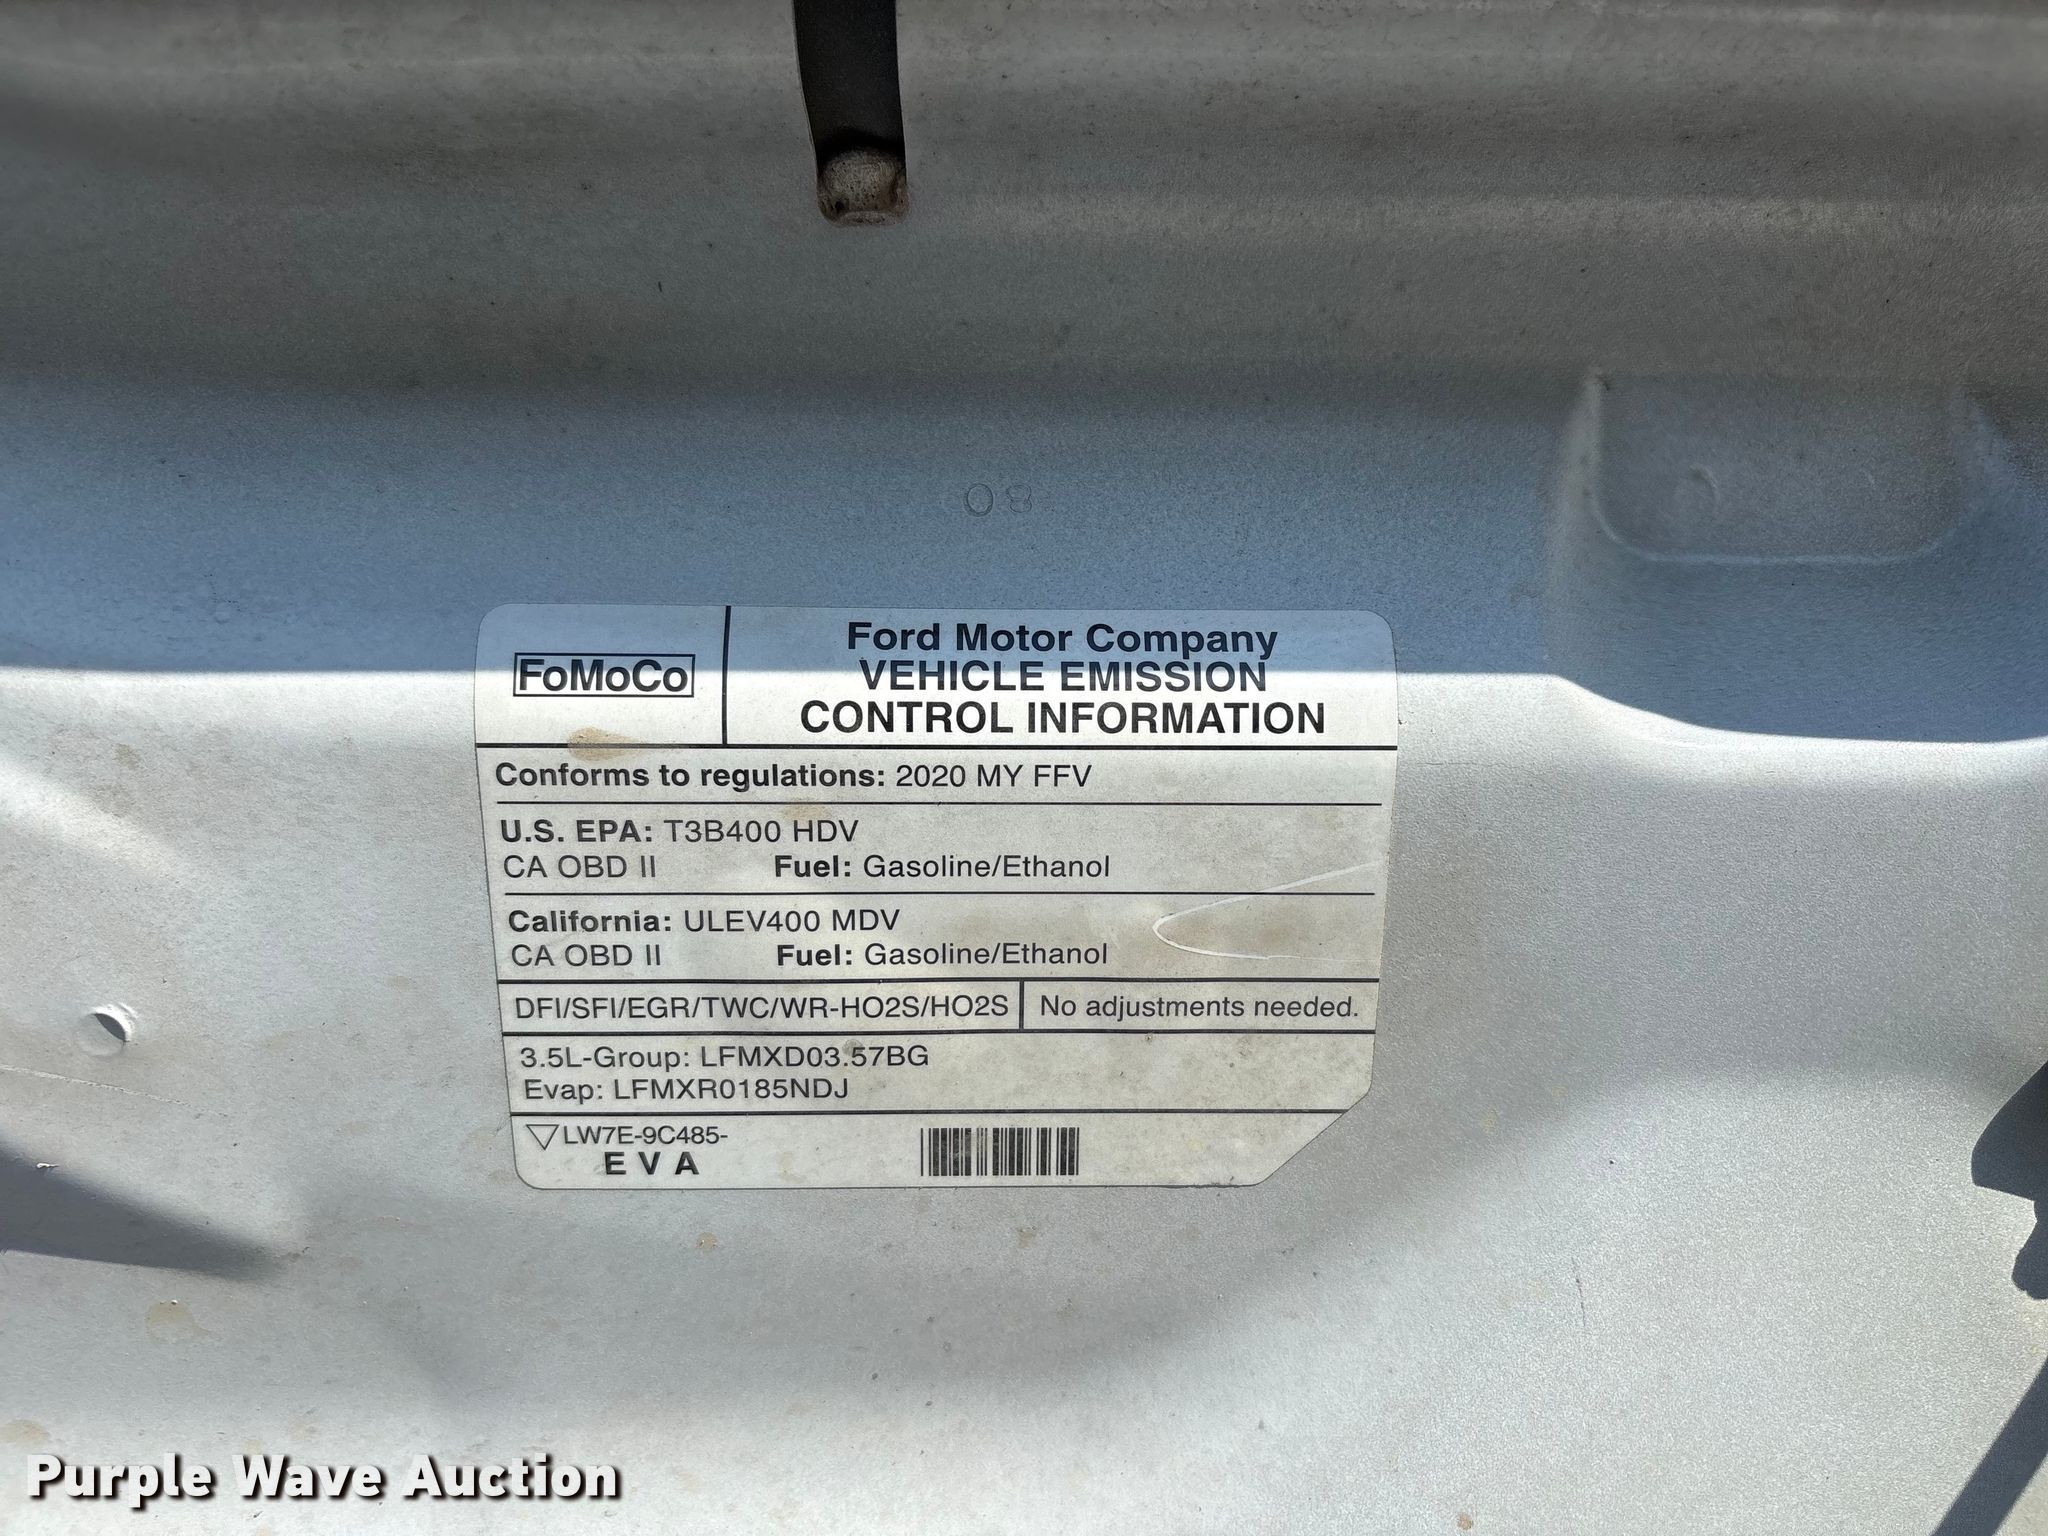 08
FoMoCo
Ford Motor Company
VEHICLE EMISSION
CONTROL INFORMATION
Conforms to regulations: 2020 MY FFV
U.S. EPA: T3B400 HDV
CA OBD II Fuel: Gasoline/Ethanol
California: ULEV400 MDV
CA OBD II Fuel: Gasoline/Ethanol
DFI/SFI/EGR/TWC/WR-HO2S/HO2S No adjustments needed.
3.5L-Group: LFMXD03.57BG
Evap: LFMXR0185NDJ
LW7E-9C485-
E V A
Purple Wave Auction